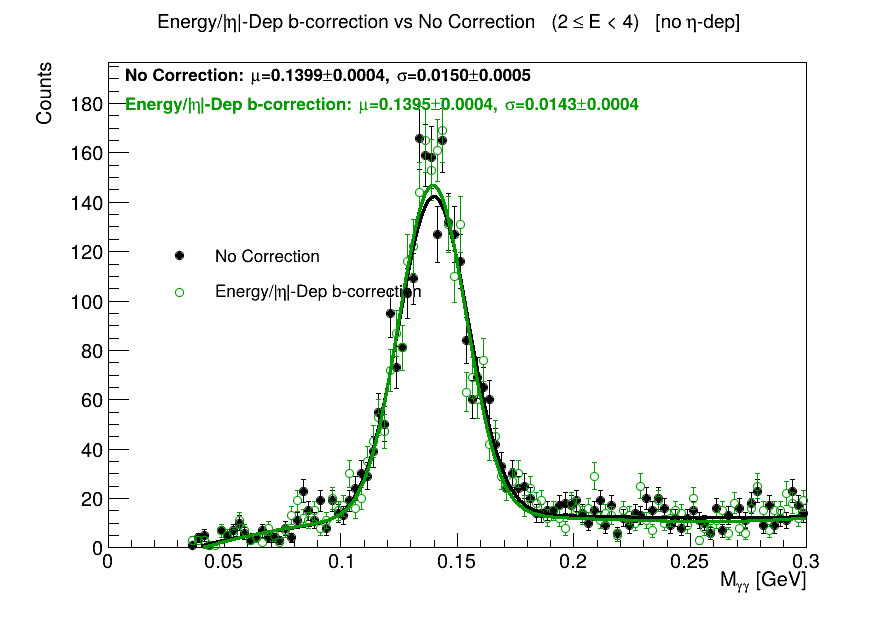 Energy/|η|-Dep b-correction vs No Correction (2 ≤ E < 4) [no η-dep]
Counts
No Correction: μ=0.1399±0.0004, σ=0.0150±0.0005
Energy/|η|-Dep b-correction: μ=0.1395±0.0004, σ=0.0143±0.0004
180
160
140
120
100
80
60
40
20
0
No Correction
Energy/|η|-Dep b-correction
0 0.05 0.1 0.15 0.2 0.25 0.3
Mγγ [GeV]